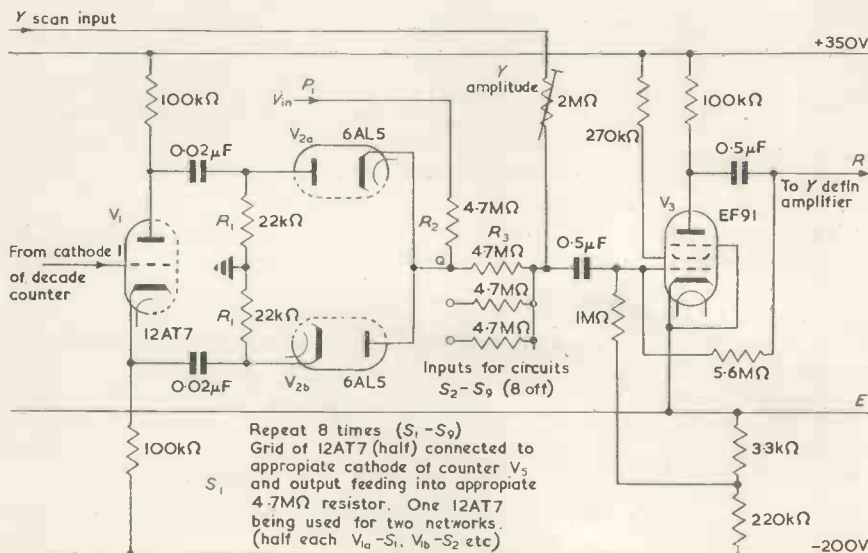 Y scan input
+350V
100kΩ
P₁
Vin
Y
amplitude
2MΩ
270kΩ
100kΩ
0·02μF
V2a
6AL5
0·5μF
R
To Y defln
amplifier
V₁
R₁
22kΩ
R₂
4·7MΩ
V₃
EF91
From cathode 1
of decade
counter
Q
R₃
47MΩ
0·5μF
4.7MΩ
R₁
22kΩ
4.7MΩ
1MΩ
12AT7
5·6MΩ
0·02μF
V2b
6AL5
Inputs for circuits
S₂–S₉ (8 off)
E
100kΩ
S₁
Repeat 8 times (S₁–S₉)
Grid of 12AT7 (half) connected to
appropiate cathode of counter V₅
and output feeding into appropiate
4·7MΩ resistor. One 12AT7
being used for two networks.
(half each V1a–S₁, V1b–S₂ etc)
3·3kΩ
220kΩ
–200V